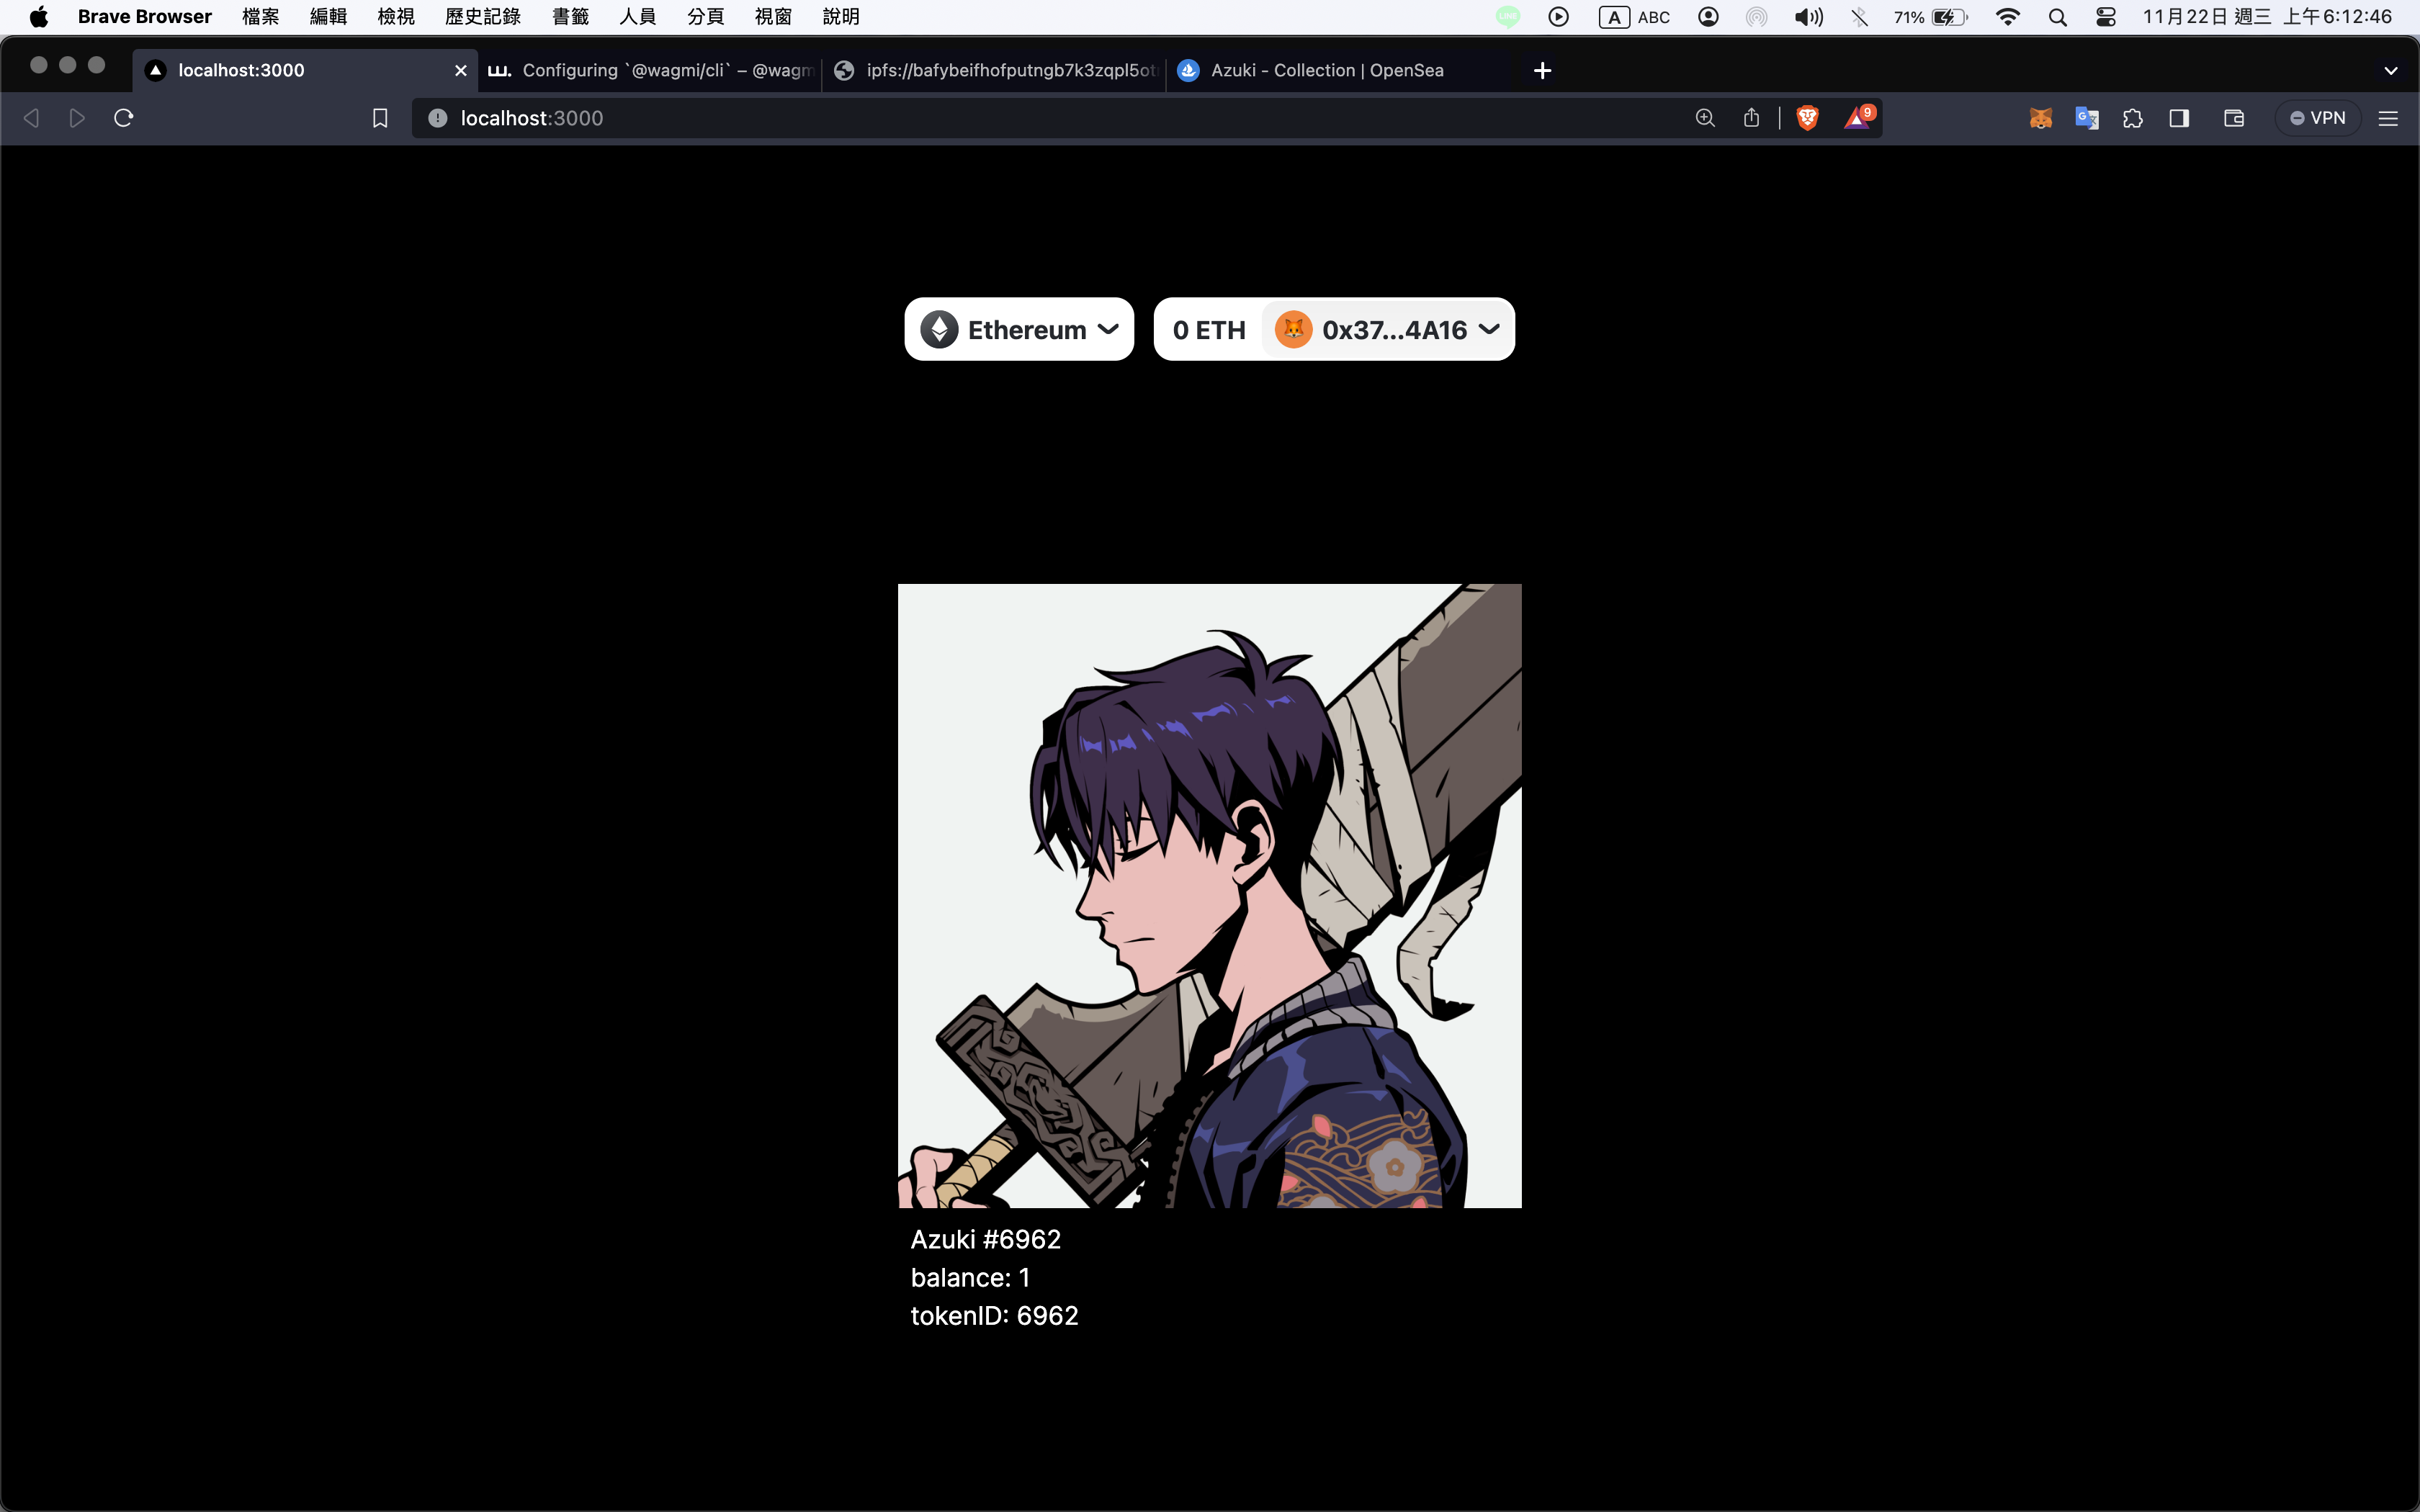 Brave Browser 檔案 編輯 檢視 歷史記錄 書籤 人員 分頁 視窗 說明 LINE A ABC 71% 11月22日 週三 上午6:12:46
localhost:3000 Configuring `@wagmi/cli` – @wagm ipfs://bafybeifhofputngb7k3zqpl5ot Azuki - Collection | OpenSea
localhost:3000 9 VPN
Ethereum 0 ETH 0x37...4A16
Azuki #6962
balance: 1
tokenID: 6962